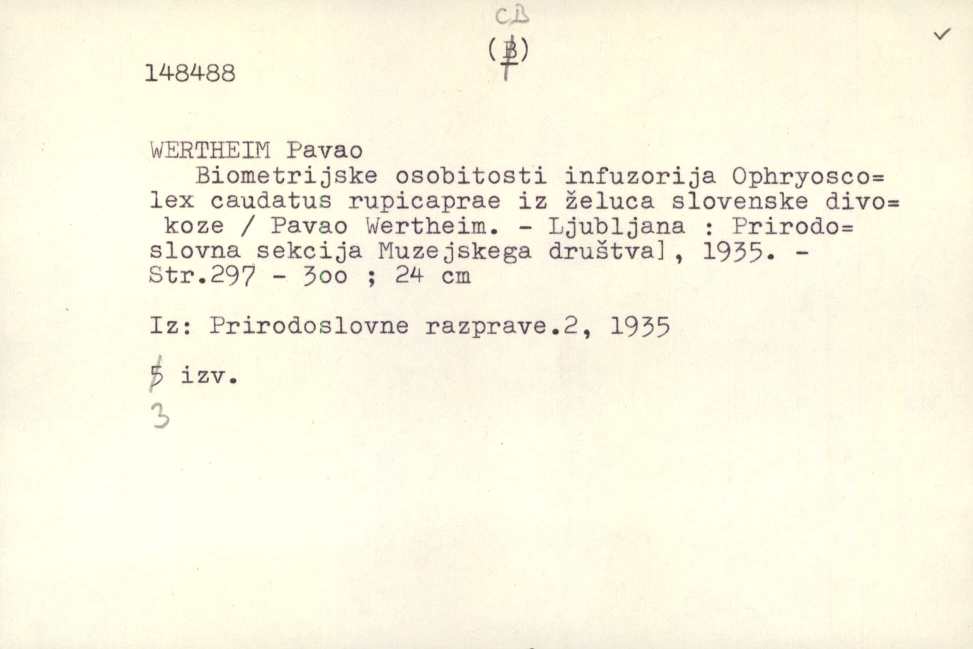 CB
(B)
148488
WERTHEIM Pavao
Biometrijske osobitosti infuzorija Ophryosco=
lex caudatus rupicaprae iz želuca slovenske divo=
koze / Pavao Wertheim. - Ljubljana : Prirodo=
slovna sekcija Muzejskega društva], 1935. -
Str.297 - 3oo ; 24 cm
Iz: Prirodoslovne razprave.2, 1935
5 izv.
3